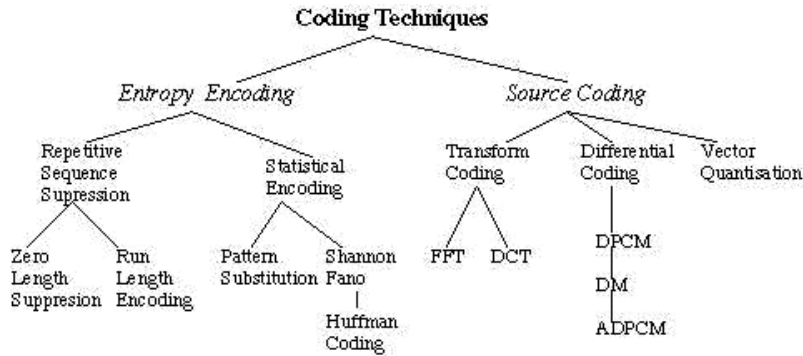 Coding Techniques
Entropy Encoding
Source Coding
Repetitive
Sequence
Supression
Statistical
Encoding
Transform
Coding
Differential
Coding
Vector
Quantisation
Zero
Length
Suppresion
Run
Length
Encoding
Pattern
Substitution
Shannon
Fano
Huffman
Coding
FFT
DCT
DPCM
DM
ADPCM